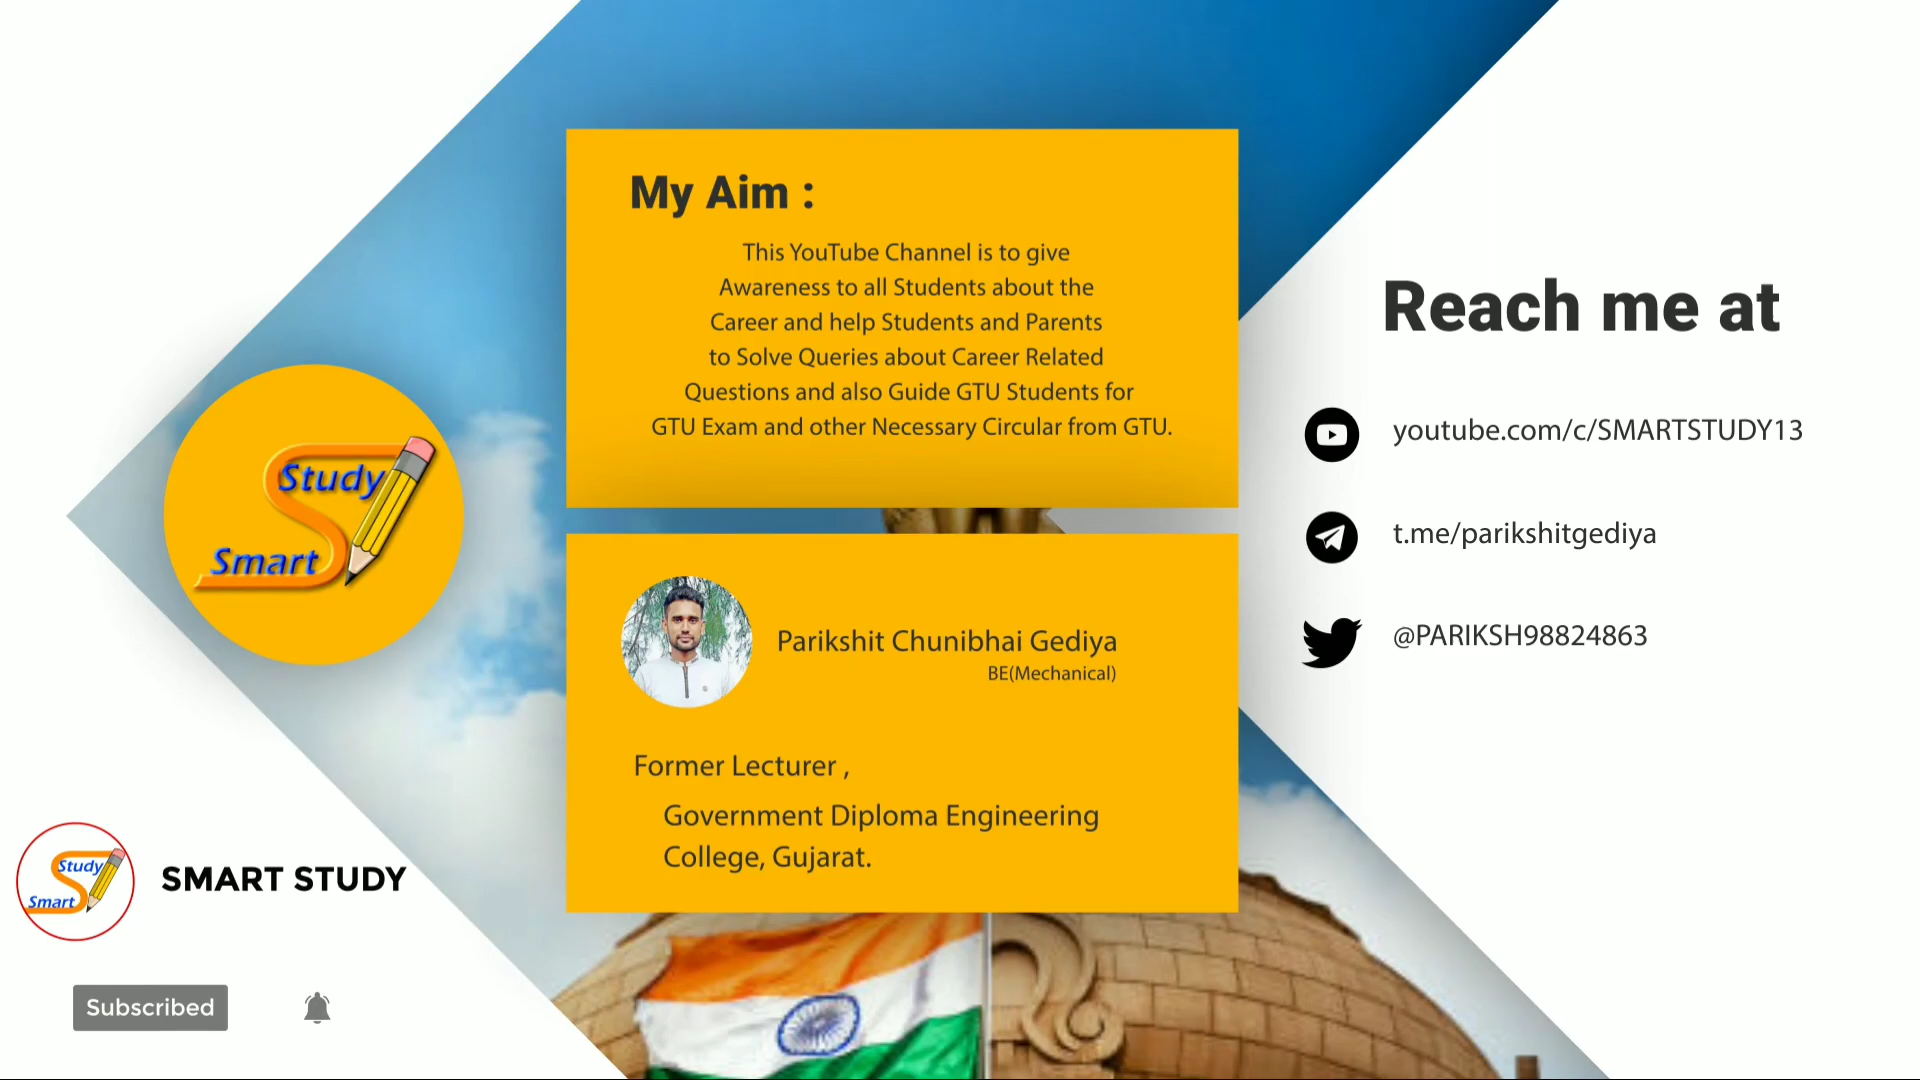 My Aim :
This YouTube Channel is to give
Awareness to all Students about the
Career and help Students and Parents
to Solve Queries about Career Related
Questions and also Guide GTU Students for
GTU Exam and other Necessary Circular from GTU.
Study
Smart
Parikshit Chunibhai Gediya
BE(Mechanical)
Former Lecturer ,
Government Diploma Engineering
College, Gujarat.
Reach me at
youtube.com/c/SMARTSTUDY13
t.me/parikshitgediya
@PARIKSH98824863
Study
Smart
SMART STUDY
Subscribed